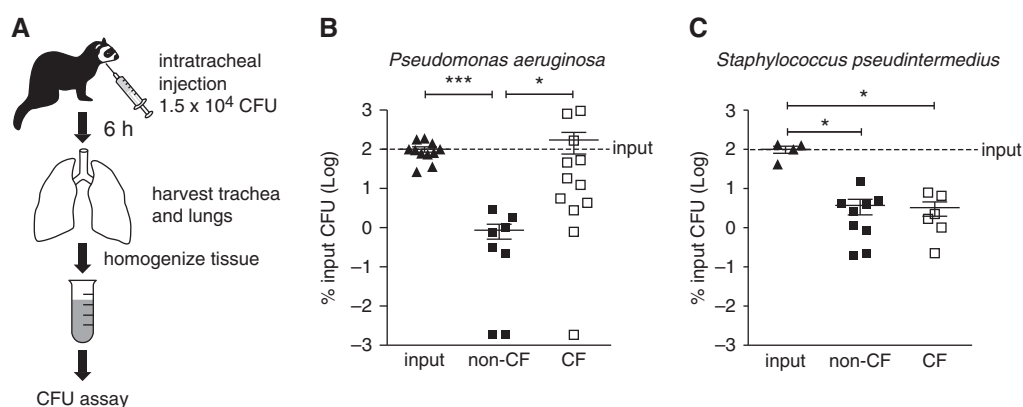 A
intratracheal
injection
1.5 x 10⁴ CFU
6 h
harvest trachea
and lungs
homogenize tissue
CFU assay
B
Pseudomonas aeruginosa
*** *
3
2
1
0
–1
–2
–3
% input CFU (Log)
input
input non-CF CF
C
Staphylococcus pseudintermedius
*
*
3
2
1
0
–1
–2
–3
% input CFU (Log)
input
input non-CF CF